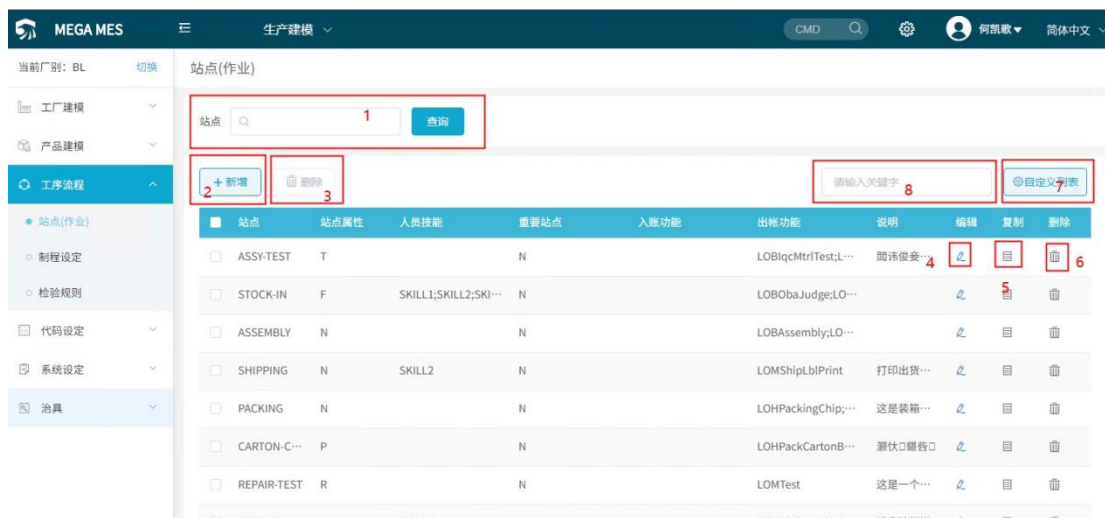 MEGA MES 生产建模 CMD 何凯歌 简体中文
当前厂别: BL 切换 站点(作业)
工厂建模
站点 1 查询
产品建模
工序流程
+新增 2 删除 3 请输入关键字 8 自定义列表 7
站点(作业)
站点 站点属性 人员技能 重要站点 入账功能 出帐功能 说明 编辑 复制 删除
制程设定
ASSY-TEST T N LOBIqcMtrlTest;L… 4 6
检验规则
STOCK-IN F SKILL1;SKILL2;SKI… N LOBObaJudge;LO… 5
代码设定
ASSEMBLY N N LOBAssembly;LO…
系统设定
SHIPPING N SKILL2 N LOMShipLblPrint 打印出货…
治具
PACKING N N LOHPackingChip;… 这是装箱…
CARTON-C… P N LOHPackCartonB…
REPAIR-TEST R N LOMTest 这是一个…